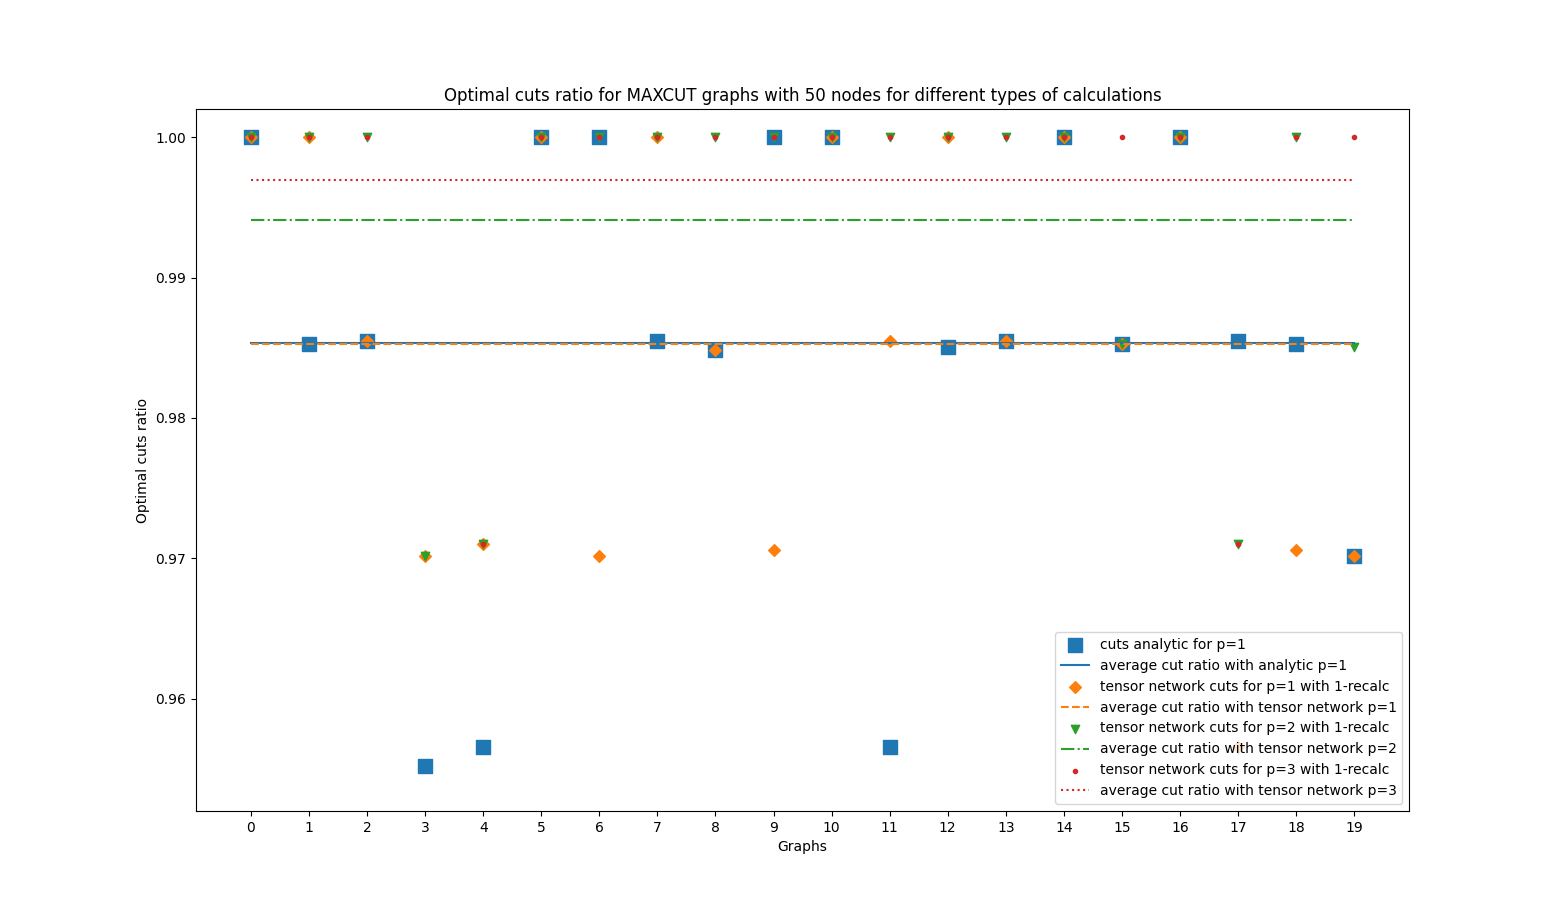 Optimal cuts ratio for MAXCUT graphs with 50 nodes for different types of calculations
1.00
0.99
0.98
0.97
0.96
Optimal cuts ratio
cuts analytic for p=1
average cut ratio with analytic p=1
tensor network cuts for p=1 with 1-recalc
average cut ratio with tensor network p=1
tensor network cuts for p=2 with 1-recalc
average cut ratio with tensor network p=2
tensor network cuts for p=3 with 1-recalc
average cut ratio with tensor network p=3
0 1 2 3 4 5 6 7 8 9 10 11 12 13 14 15 16 17 18 19
Graphs